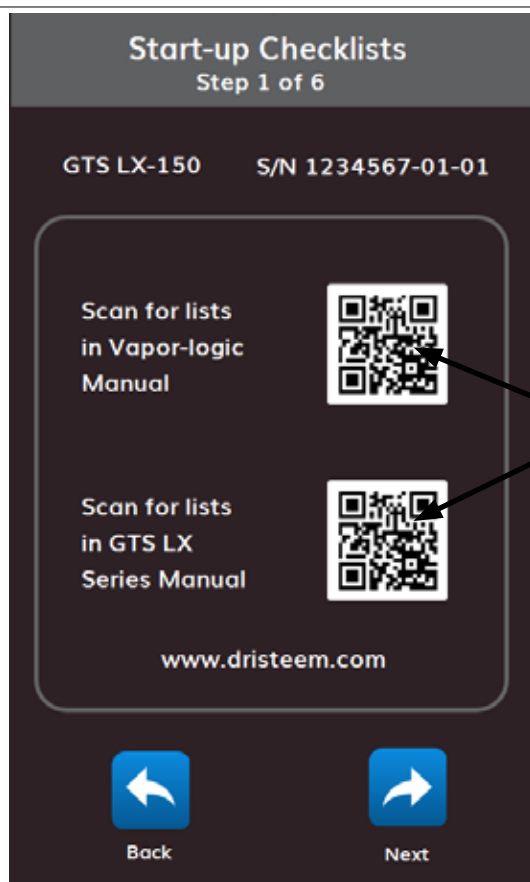 Start-up Checklists
Step 1 of 6
GTS LX-150 S/N 1234567-01-01
Scan for lists
in Vapor-logic
Manual
Scan for lists
in GTS LX
Series Manual
www.dristeem.com
Back Next